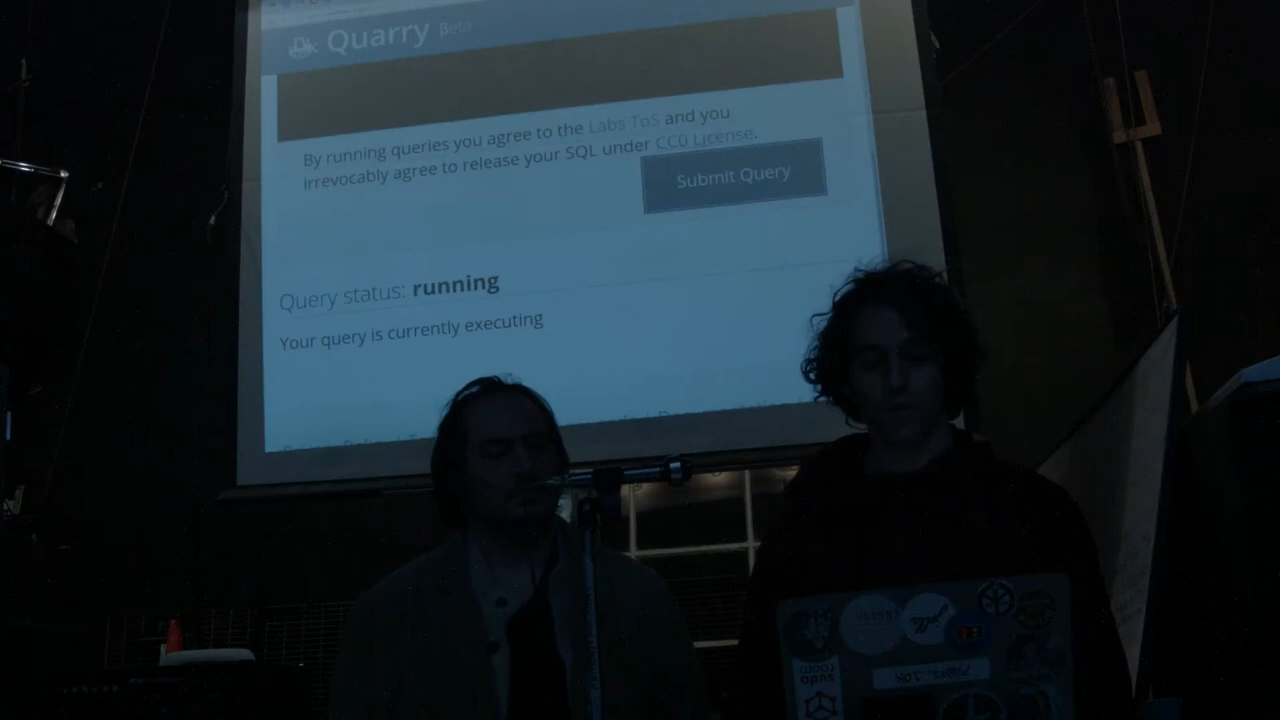 Quarry βeta
By running queries you agree to the Labs ToS and you
irrevocably agree to release your SQL under CC0 License.
Submit Query
Query status: running
Your query is currently executing
sudo
room